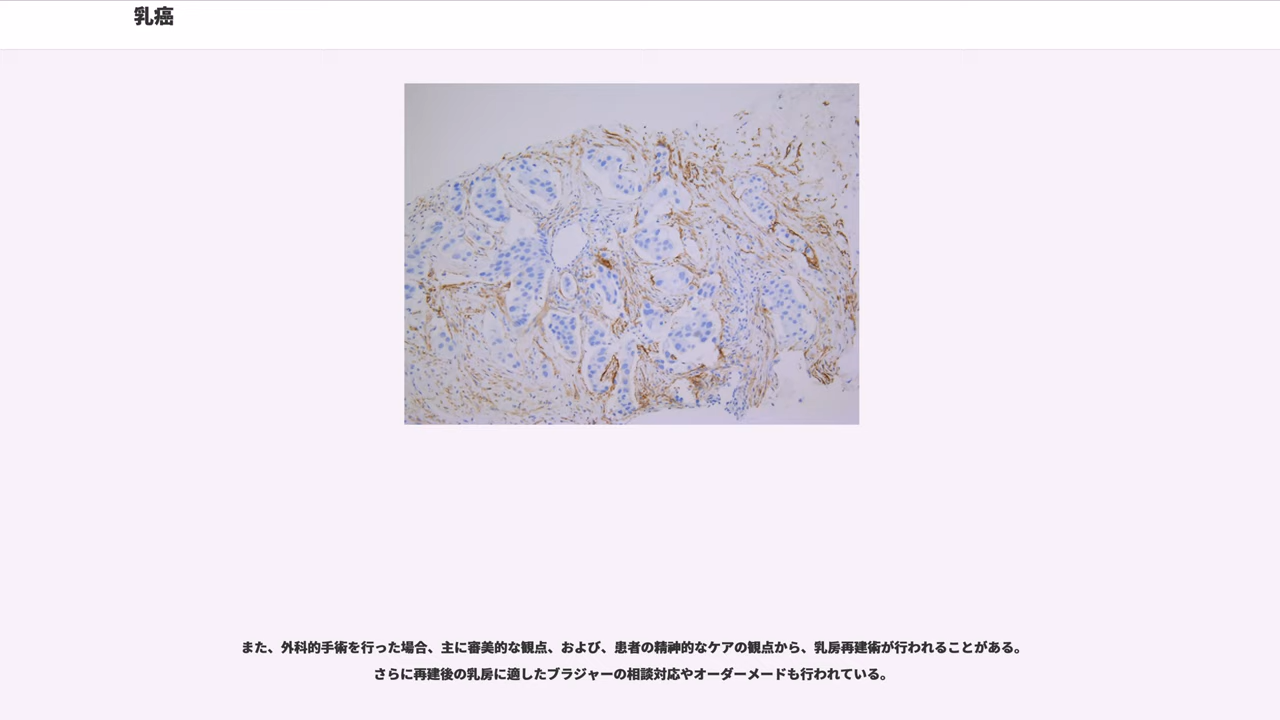 乳癌
また、外科的手術を行った場合、主に審美的な観点、および、患者の精神的なケアの観点から、乳房再建術が行われることがある。
さらに再建後の乳房に適したブラジャーの相談対応やオーダーメードも行われている。